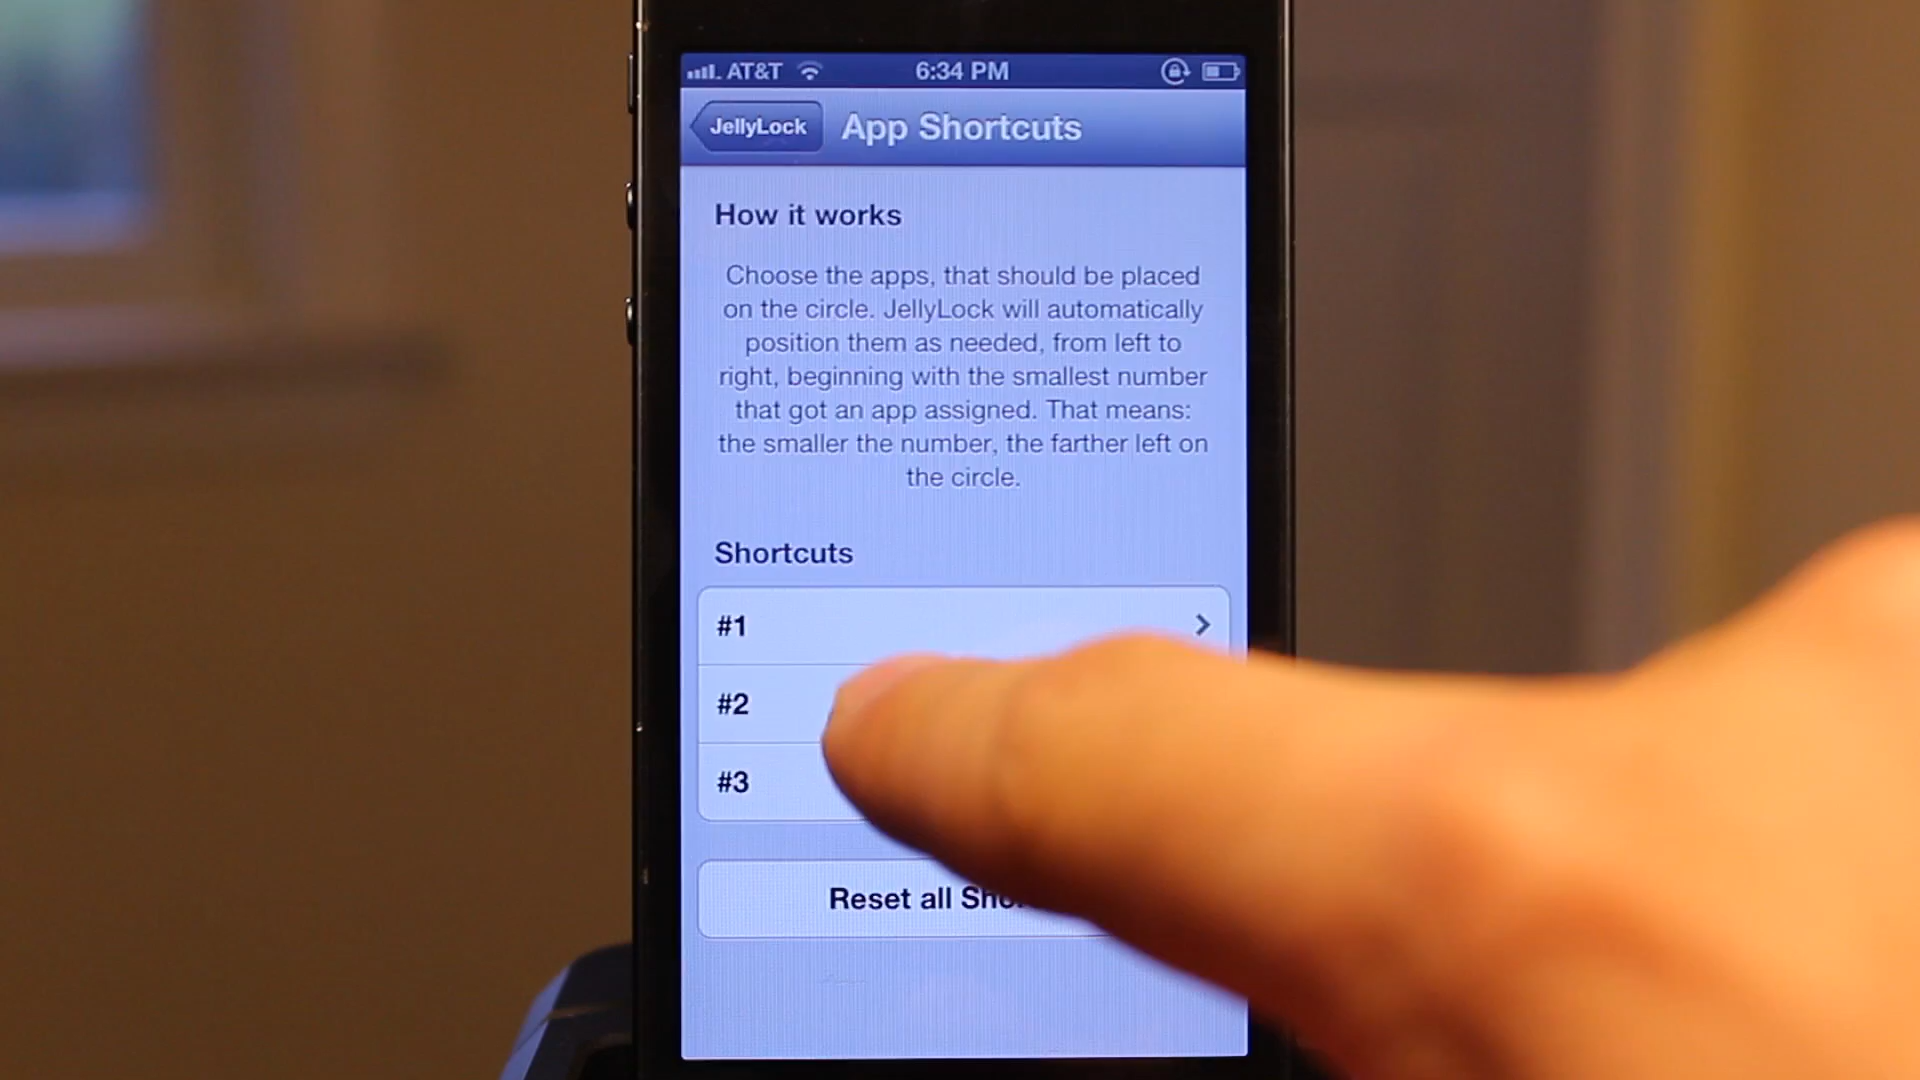 AT&T 6:34 PM
JellyLock App Shortcuts
How it works
Choose the apps, that should be placed
on the circle. JellyLock will automatically
position them as needed, from left to
right, beginning with the smallest number
that got an app assigned. That means:
the smaller the number, the farther left on
the circle.
Shortcuts
#1
#2
#3
Reset all